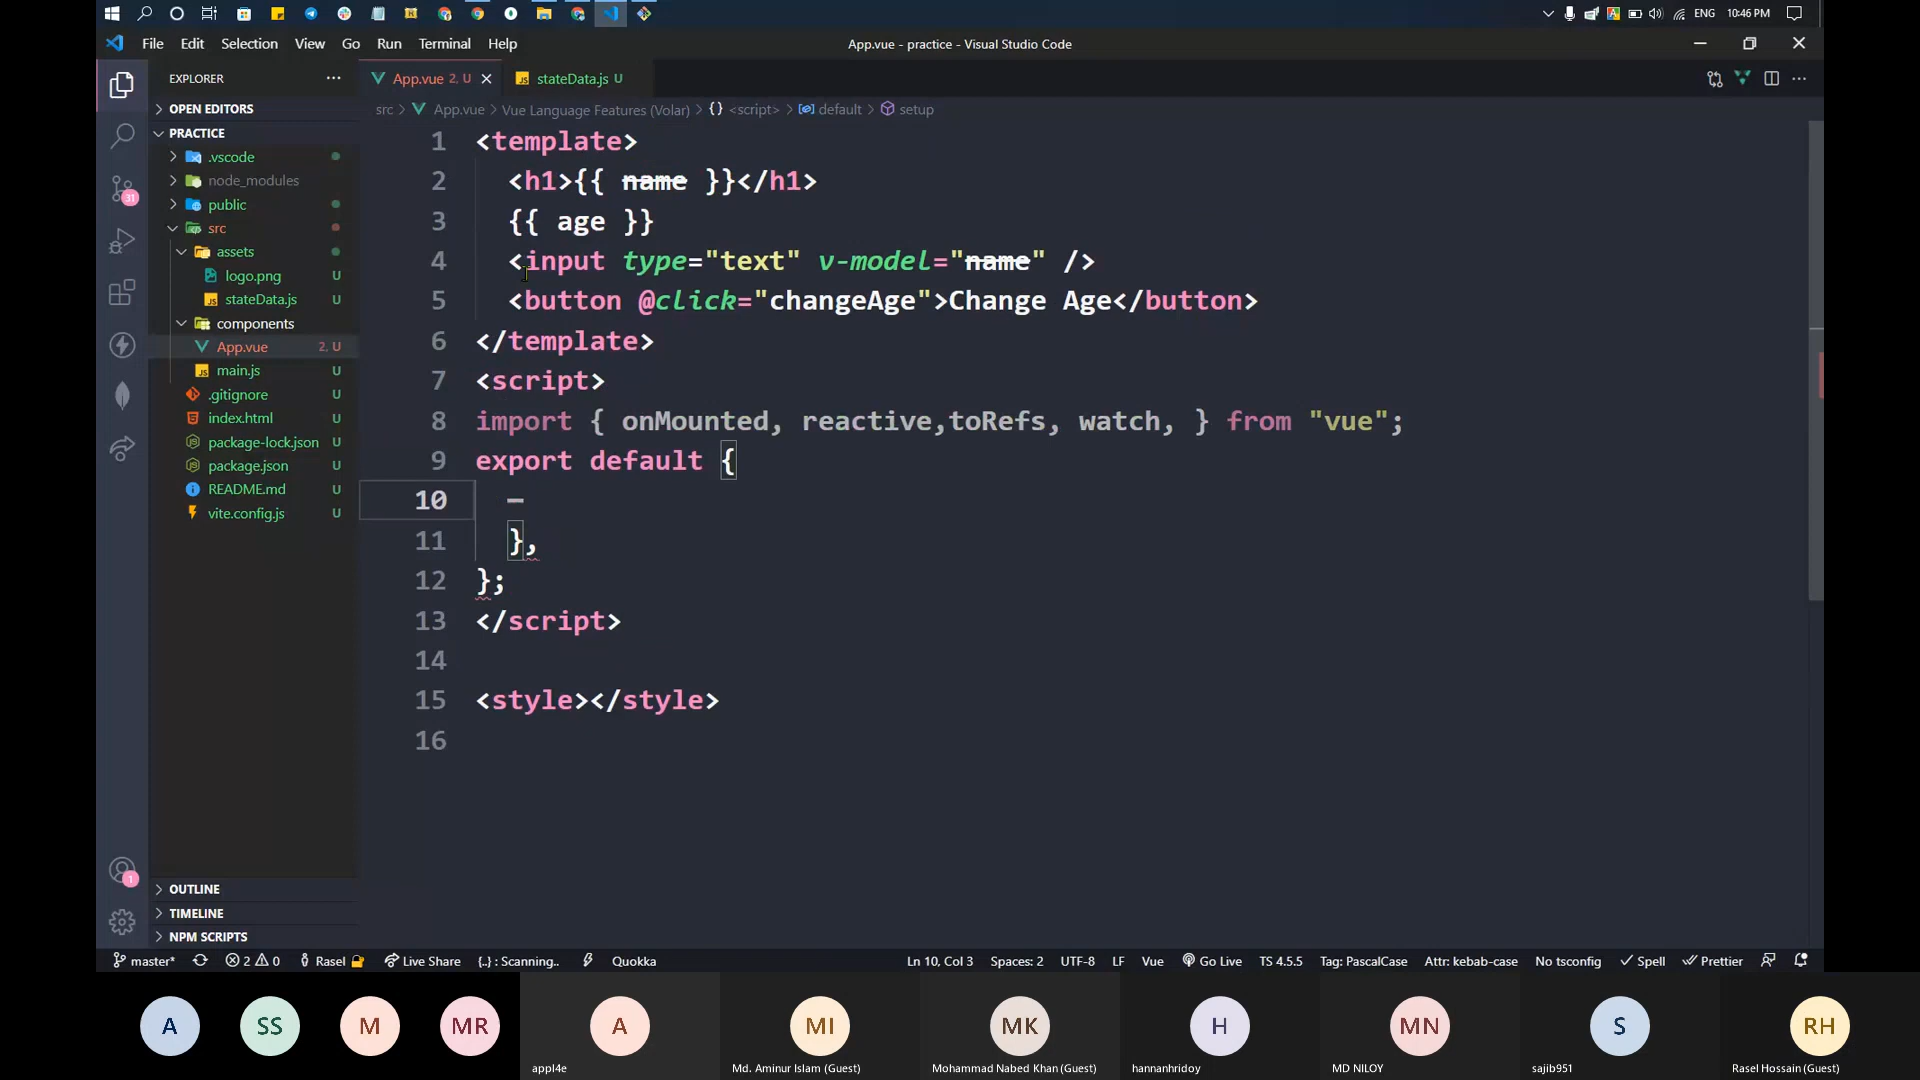 ENG 10:46 PM
File Edit Selection View Go Run Terminal Help
App.vue - practice - Visual Studio Code
EXPLORER ···
App.vue 2, U
stateData.js U
OPEN EDITORS
src > App.vue > Vue Language Features (Volar) > {} <script> > default > setup
PRACTICE
.vscode
node_modules
public
src
assets
logo.png U
stateData.js U
components
App.vue 2, U
main.js U
.gitignore U
index.html U
package-lock.json U
package.json U
README.md U
vite.config.js U
31
1
1 <template>
2 <h1>{{ name }}</h1>
3 {{ age }}
4 <input type="text" v-model="name" />
5 <button @click="changeAge">Change Age</button>
6 </template>
7 <script>
8 import { onMounted, reactive,toRefs, watch, } from "vue";
9 export default {
10
11 },
12 };
13 </script>
14
15 <style></style>
16
OUTLINE
TIMELINE
NPM SCRIPTS
master* 2 0 Rasel Live Share {..} : Scanning.. Quokka Ln 10, Col 3 Spaces: 2 UTF-8 LF Vue Go Live TS 4.5.5 Tag: PascalCase Attr: kebab-case No tsconfig Spell Prettier
A SS M MR A MI MK H MN S RH
appl4e Md. Aminur Islam (Guest) Mohammad Nabed Khan (Guest) hannanhridoy MD NILOY sajib951 Rasel Hossain (Guest)